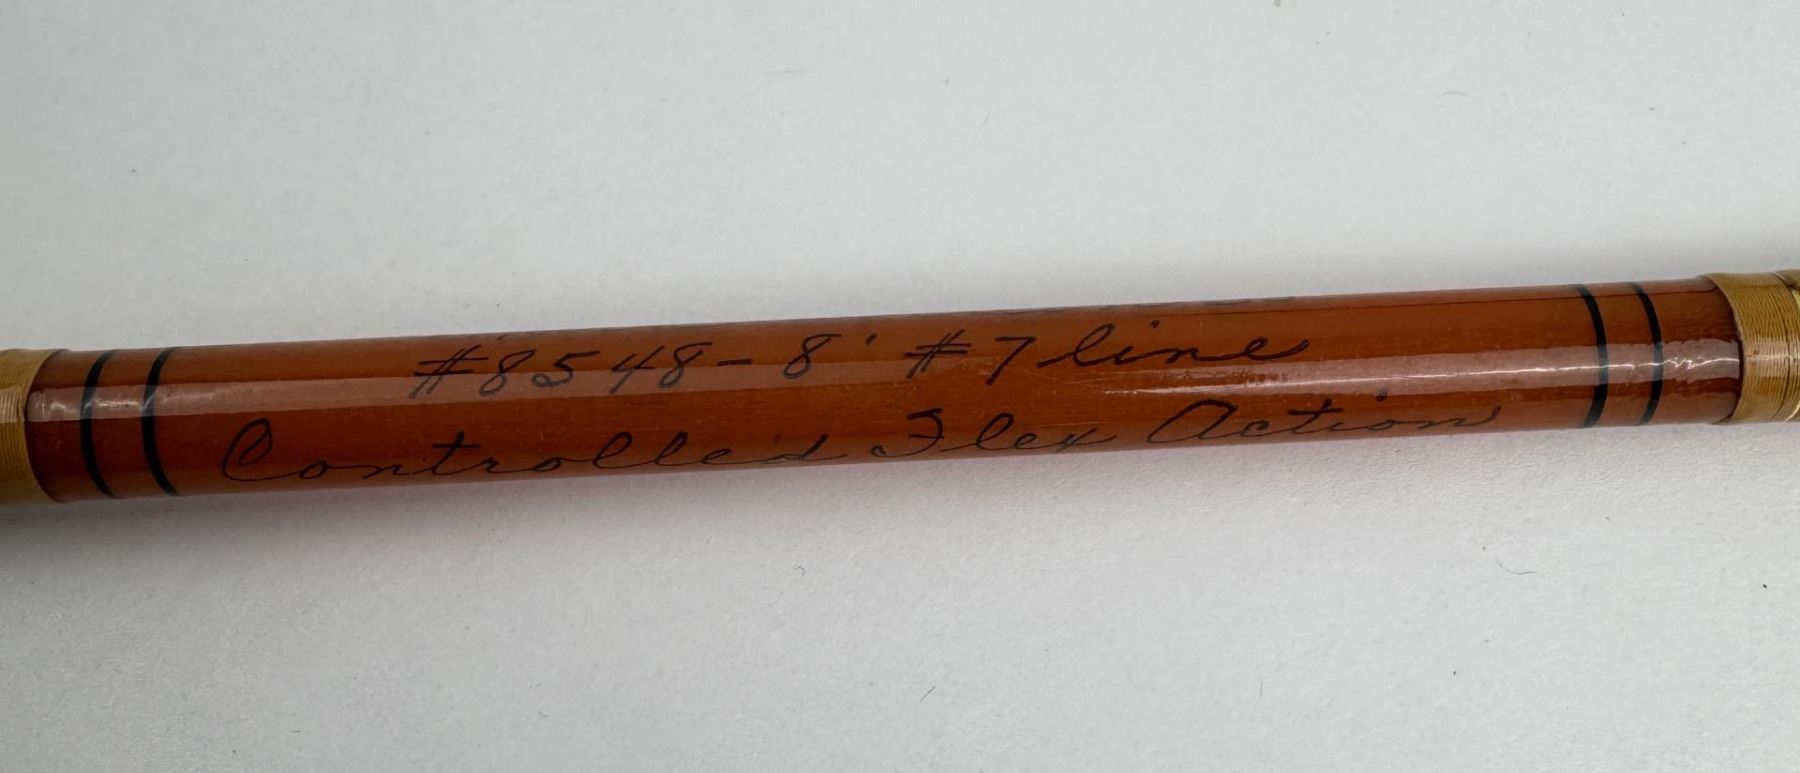 #8548 - 8' #7 line
Controlled Flex Action